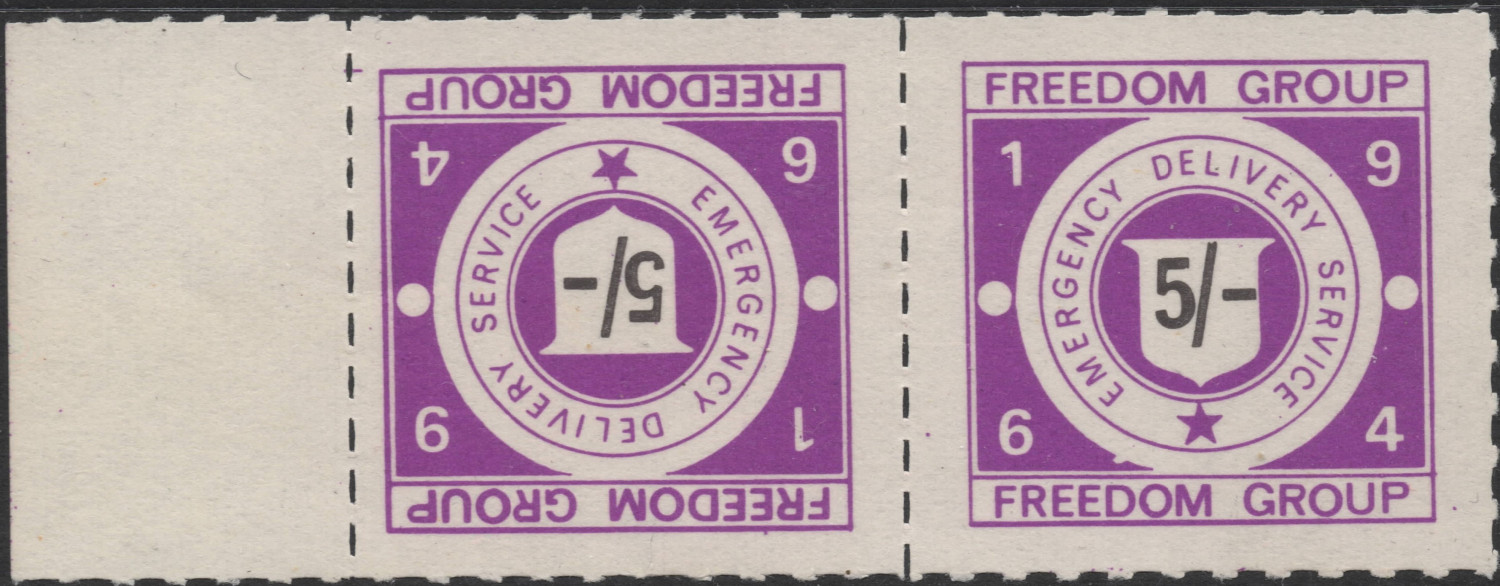 FREEDOM GROUP
1 9
EMERGENCY DELIVERY SERVICE
5/-
6 4
FREEDOM GROUP
FREEDOM GROUP
1 9
EMERGENCY DELIVERY SERVICE
5/-
6 4
FREEDOM GROUP